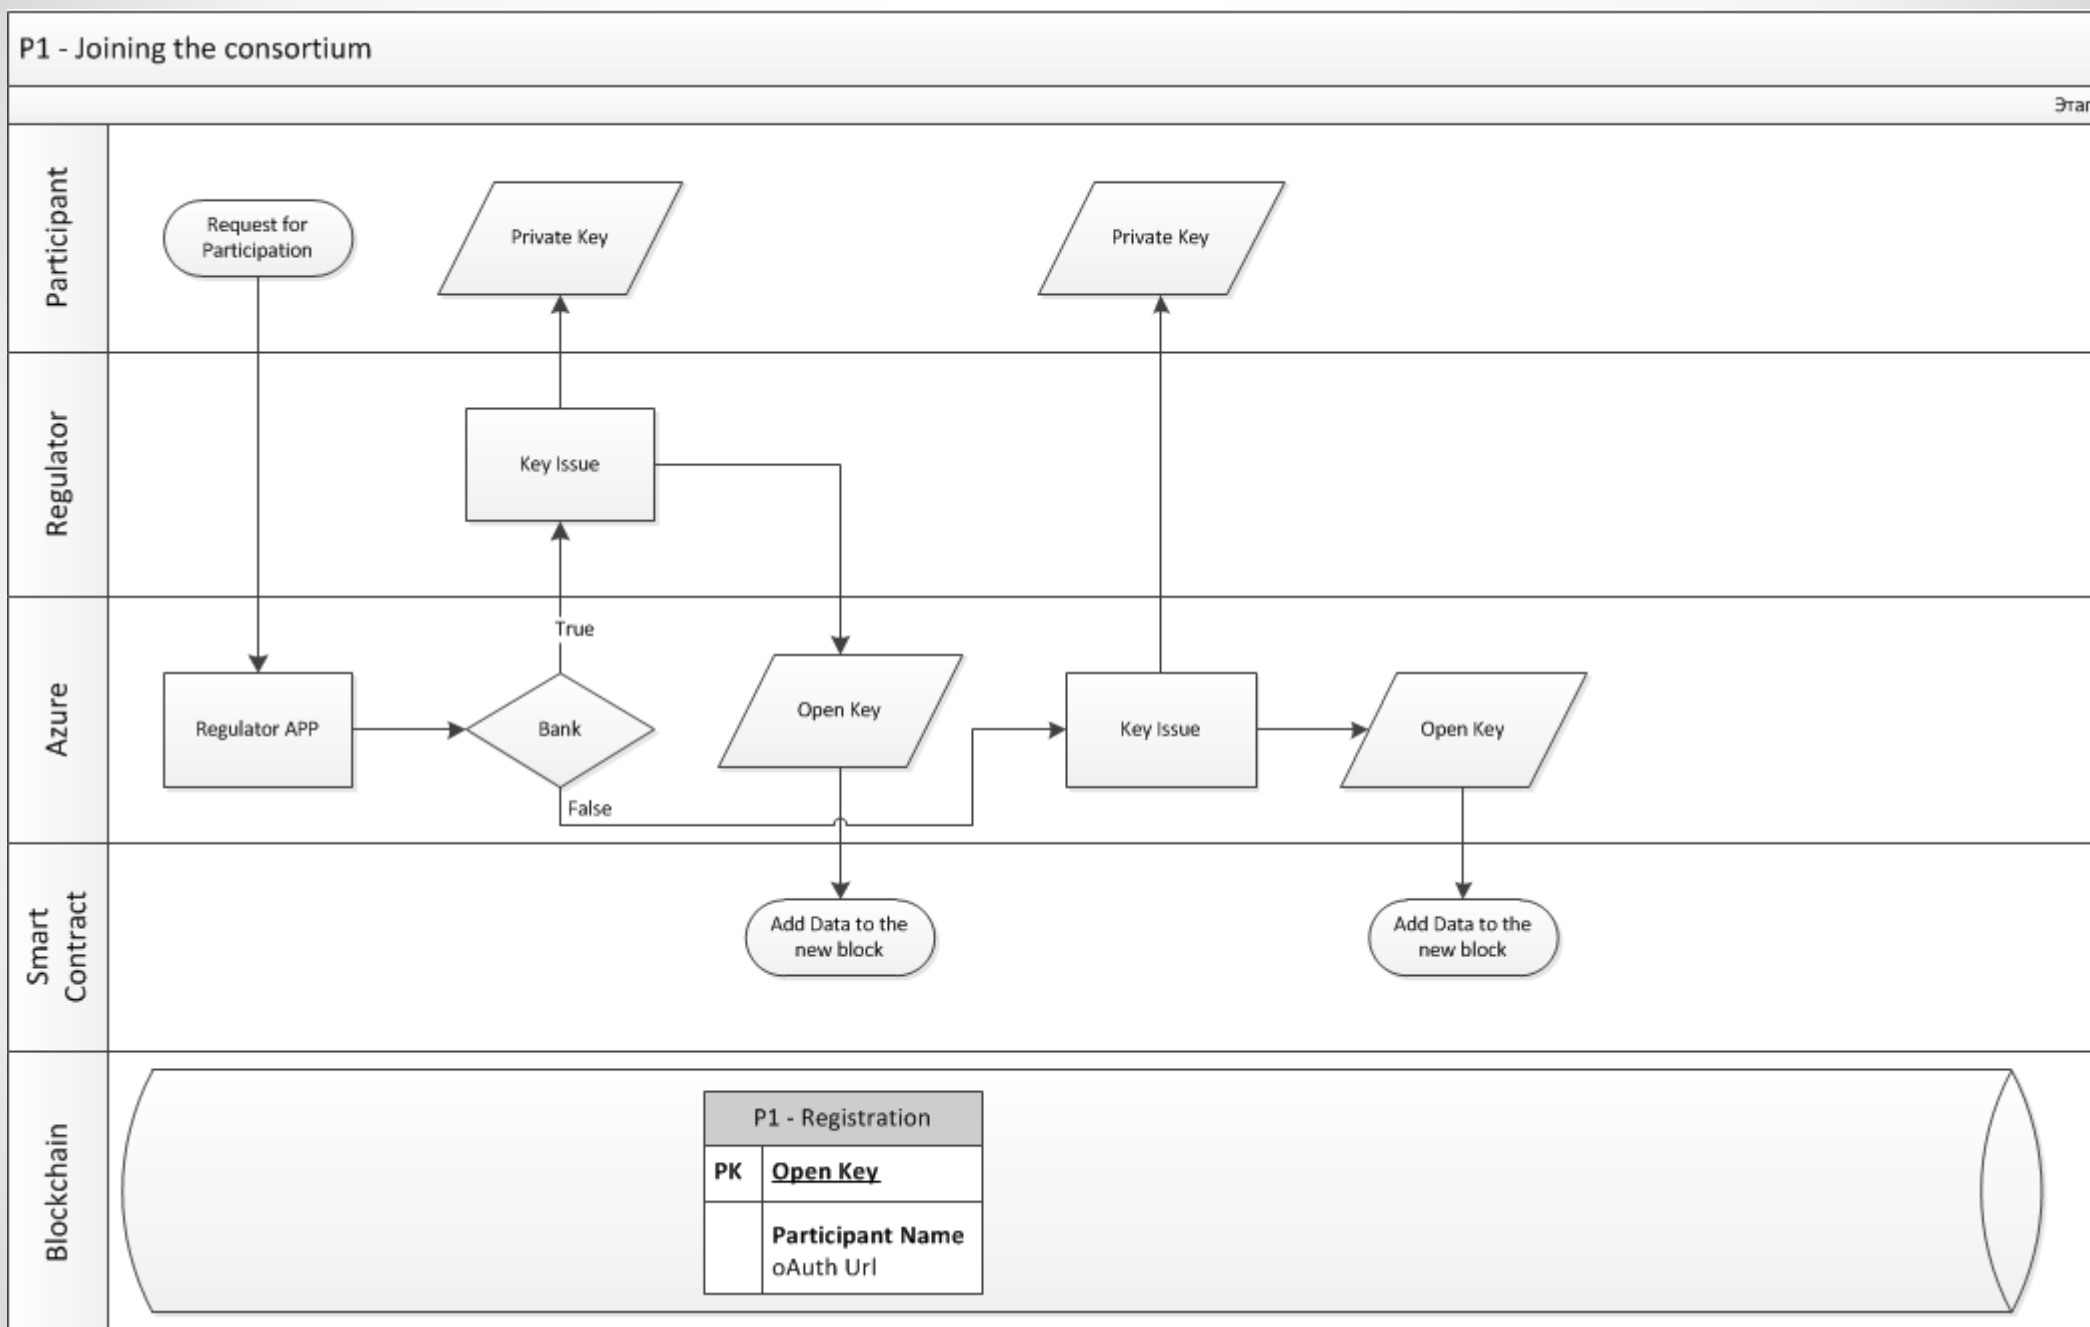 P1 - Joining the consortium
Participant
Request for
Participation
Private Key
Private Key
Regulator
Key Issue
Azure
True
Regulator APP
Bank
False
Open Key
Key Issue
Open Key
Smart
Contract
Add Data to the
new block
Add Data to the
new block
Blockchain
P1 - Registration
PK Open Key
Participant Name
oAuth Url